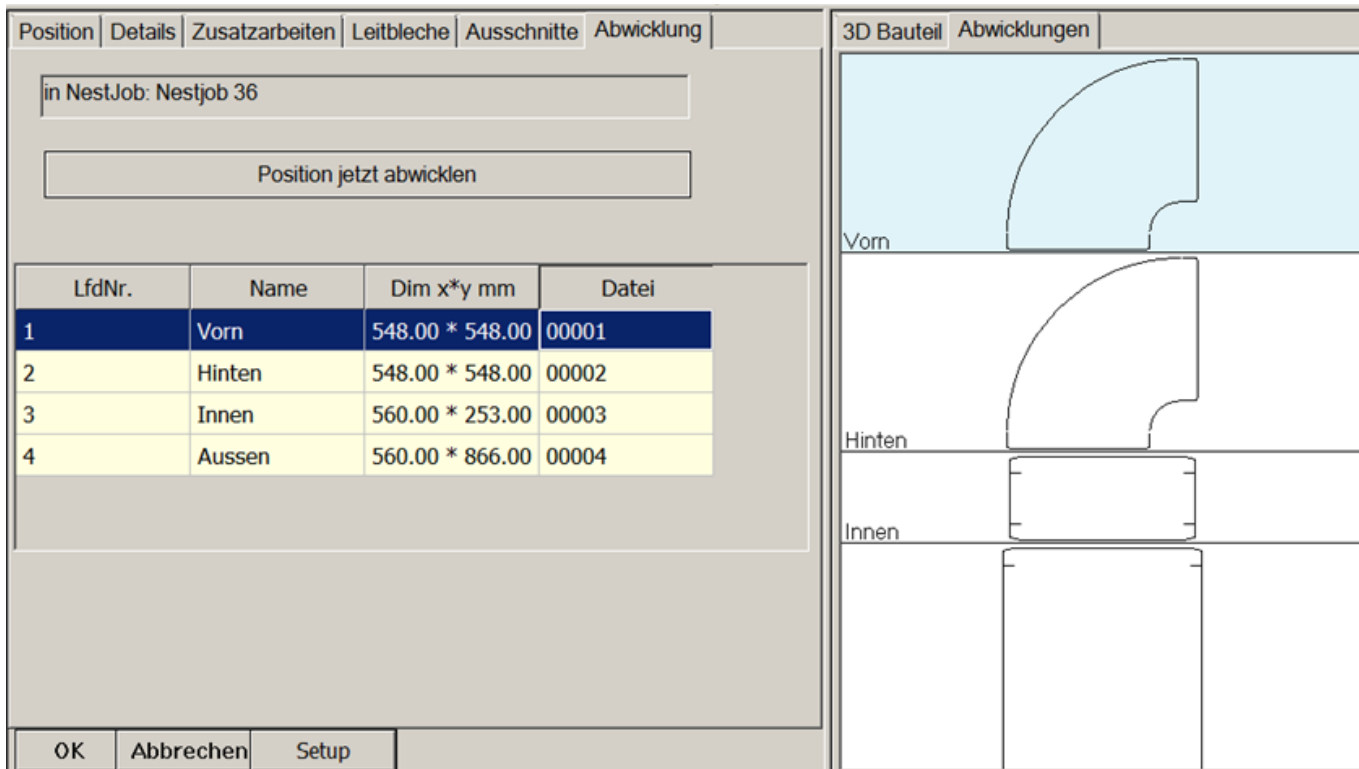 Position Details Zusatzarbeiten Leitbleche Ausschnitte Abwicklung
in NestJob: Nestjob 36
Position jetzt abwicklen
LfdNr. Name Dim x*y mm Datei
1 Vorn 548.00 * 548.00 00001
2 Hinten 548.00 * 548.00 00002
3 Innen 560.00 * 253.00 00003
4 Aussen 560.00 * 866.00 00004
OK Abbrechen Setup
3D Bauteil Abwicklungen
Vorn
Hinten
Innen